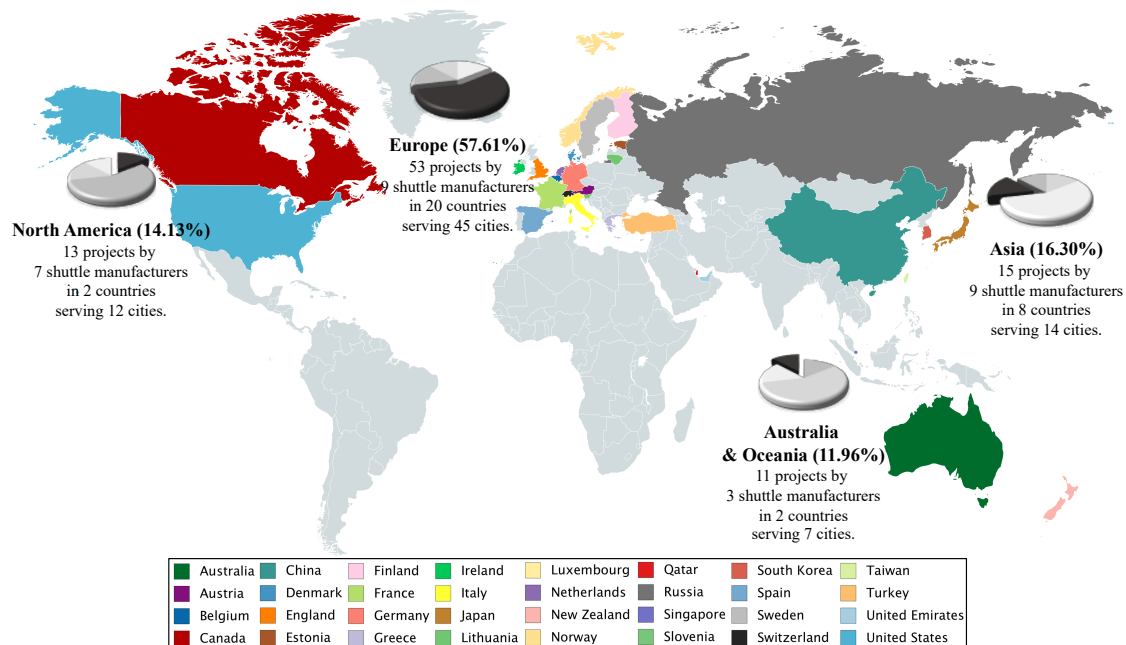 Europe (57.61%)
53 projects by
9 shuttle manufacturers
in 20 countries
serving 45 cities.
North America (14.13%)
13 projects by
7 shuttle manufacturers
in 2 countries
serving 12 cities.
Asia (16.30%)
15 projects by
9 shuttle manufacturers
in 8 countries
serving 14 cities.
Australia
& Oceania (11.96%)
11 projects by
3 shuttle manufacturers
in 2 countries
serving 7 cities.
Australia China Finland Ireland Luxembourg Qatar South Korea Taiwan
Austria Denmark France Italy Netherlands Russia Spain Turkey
Belgium England Germany Japan New Zealand Singapore Sweden United Emirates
Canada Estonia Greece Lithuania Norway Slovenia Switzerland United States